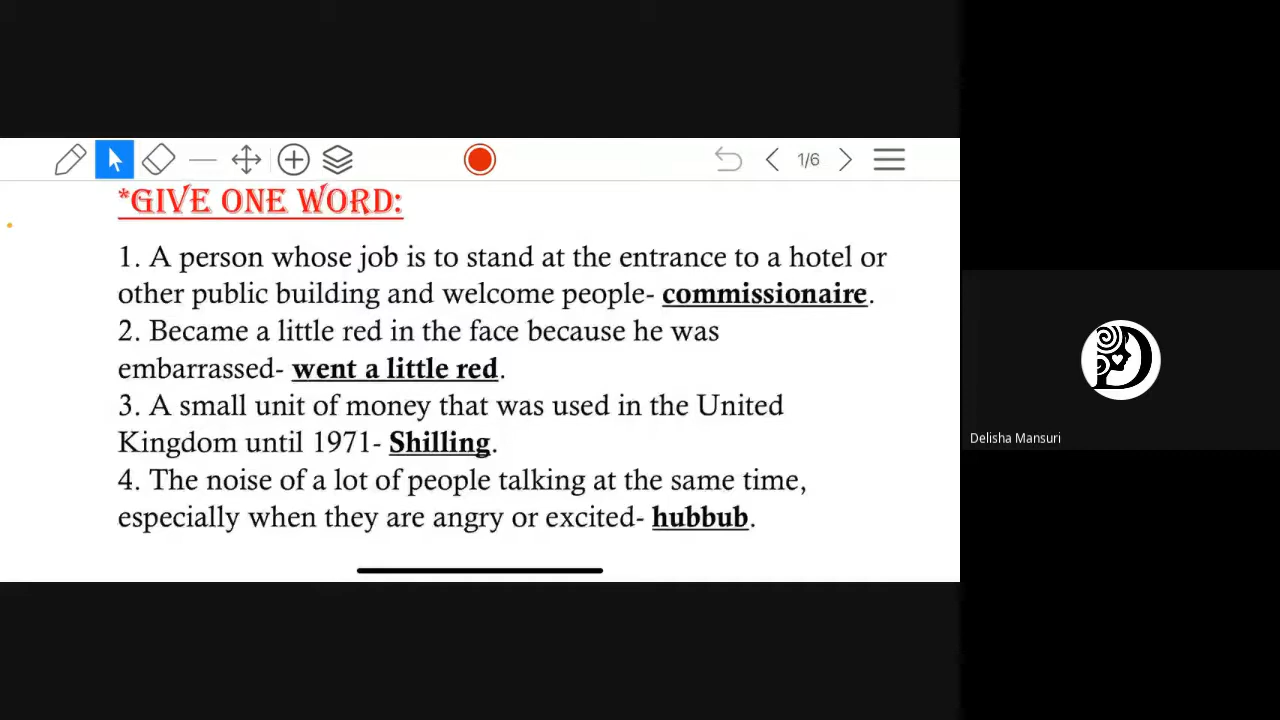 1/6
*GIVE ONE WORD:
1. A person whose job is to stand at the entrance to a hotel or
other public building and welcome people- commissionaire.
2. Became a little red in the face because he was
embarrassed- went a little red.
3. A small unit of money that was used in the United
Kingdom until 1971- Shilling.
4. The noise of a lot of people talking at the same time,
especially when they are angry or excited- hubbub.
Delisha Mansuri